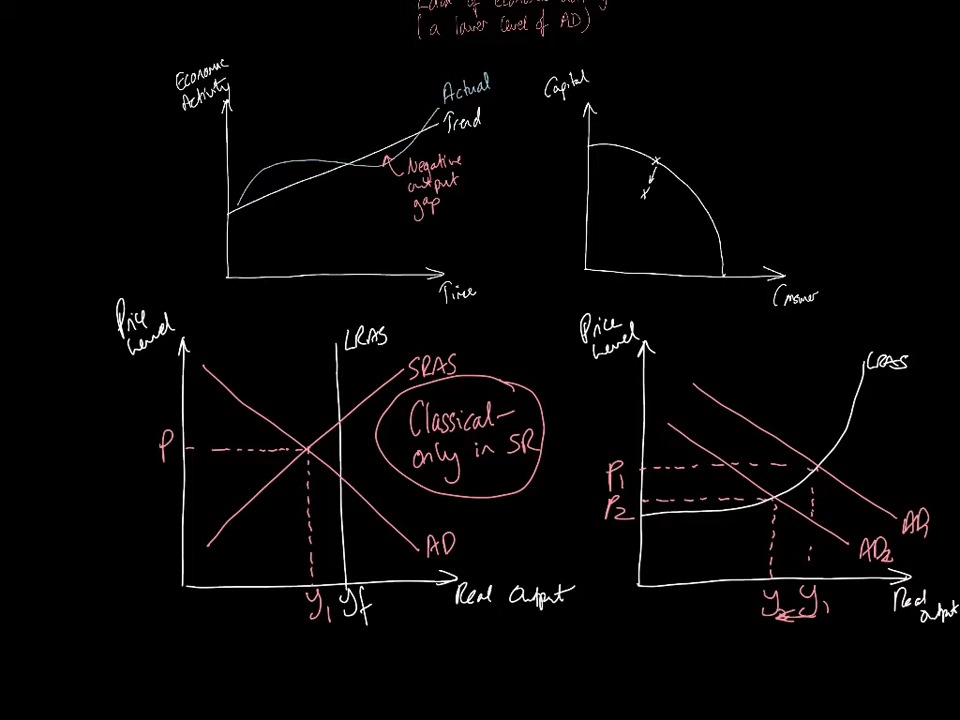 (a lower level of AD)
Economic
Activity
Actual
Trend
Negative
output
gap
Time
Capital
Consumer
Price
Level
LRAS
SRAS
Classical-
only in SR
P
AD
Y1
Yf
Real Output
Price
Level
LRAS
P1
P2
AD1
AD2
Y2
Y1
Real
Output